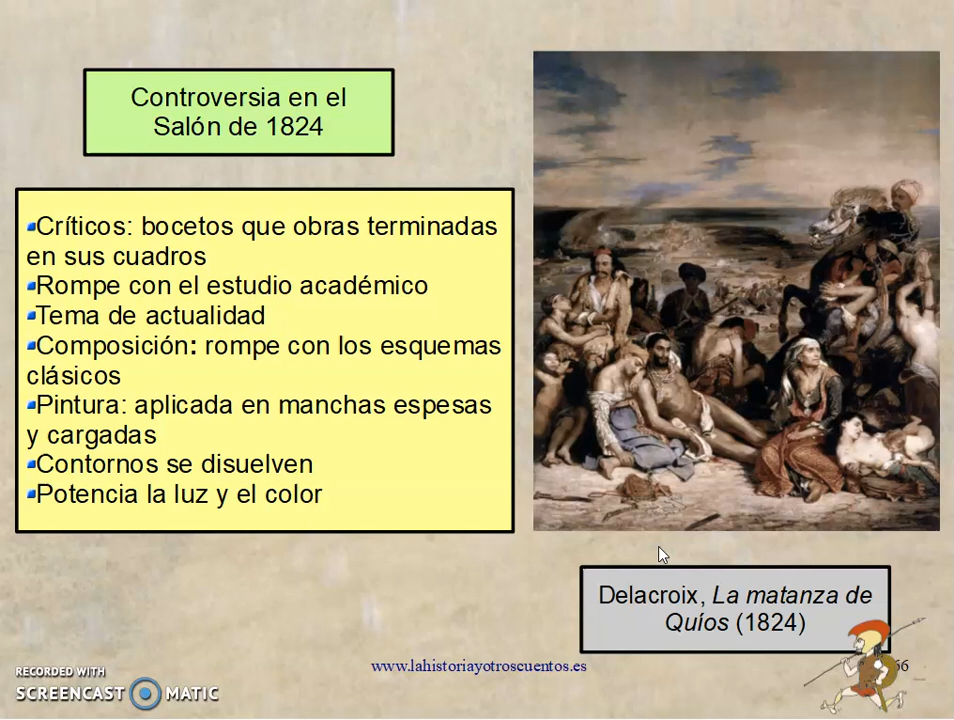 Controversia en el
Salón de 1824
Críticos: bocetos que obras terminadas
en sus cuadros
Rompe con el estudio académico
Tema de actualidad
Composición: rompe con los esquemas
clásicos
Pintura: aplicada en manchas espesas
y cargadas
Contornos se disuelven
Potencia la luz y el color
Delacroix, La matanza de
Quíos (1824)
www.lahistoriayotroscuentos.es
66
RECORDED WITH
SCREENCAST MATIC